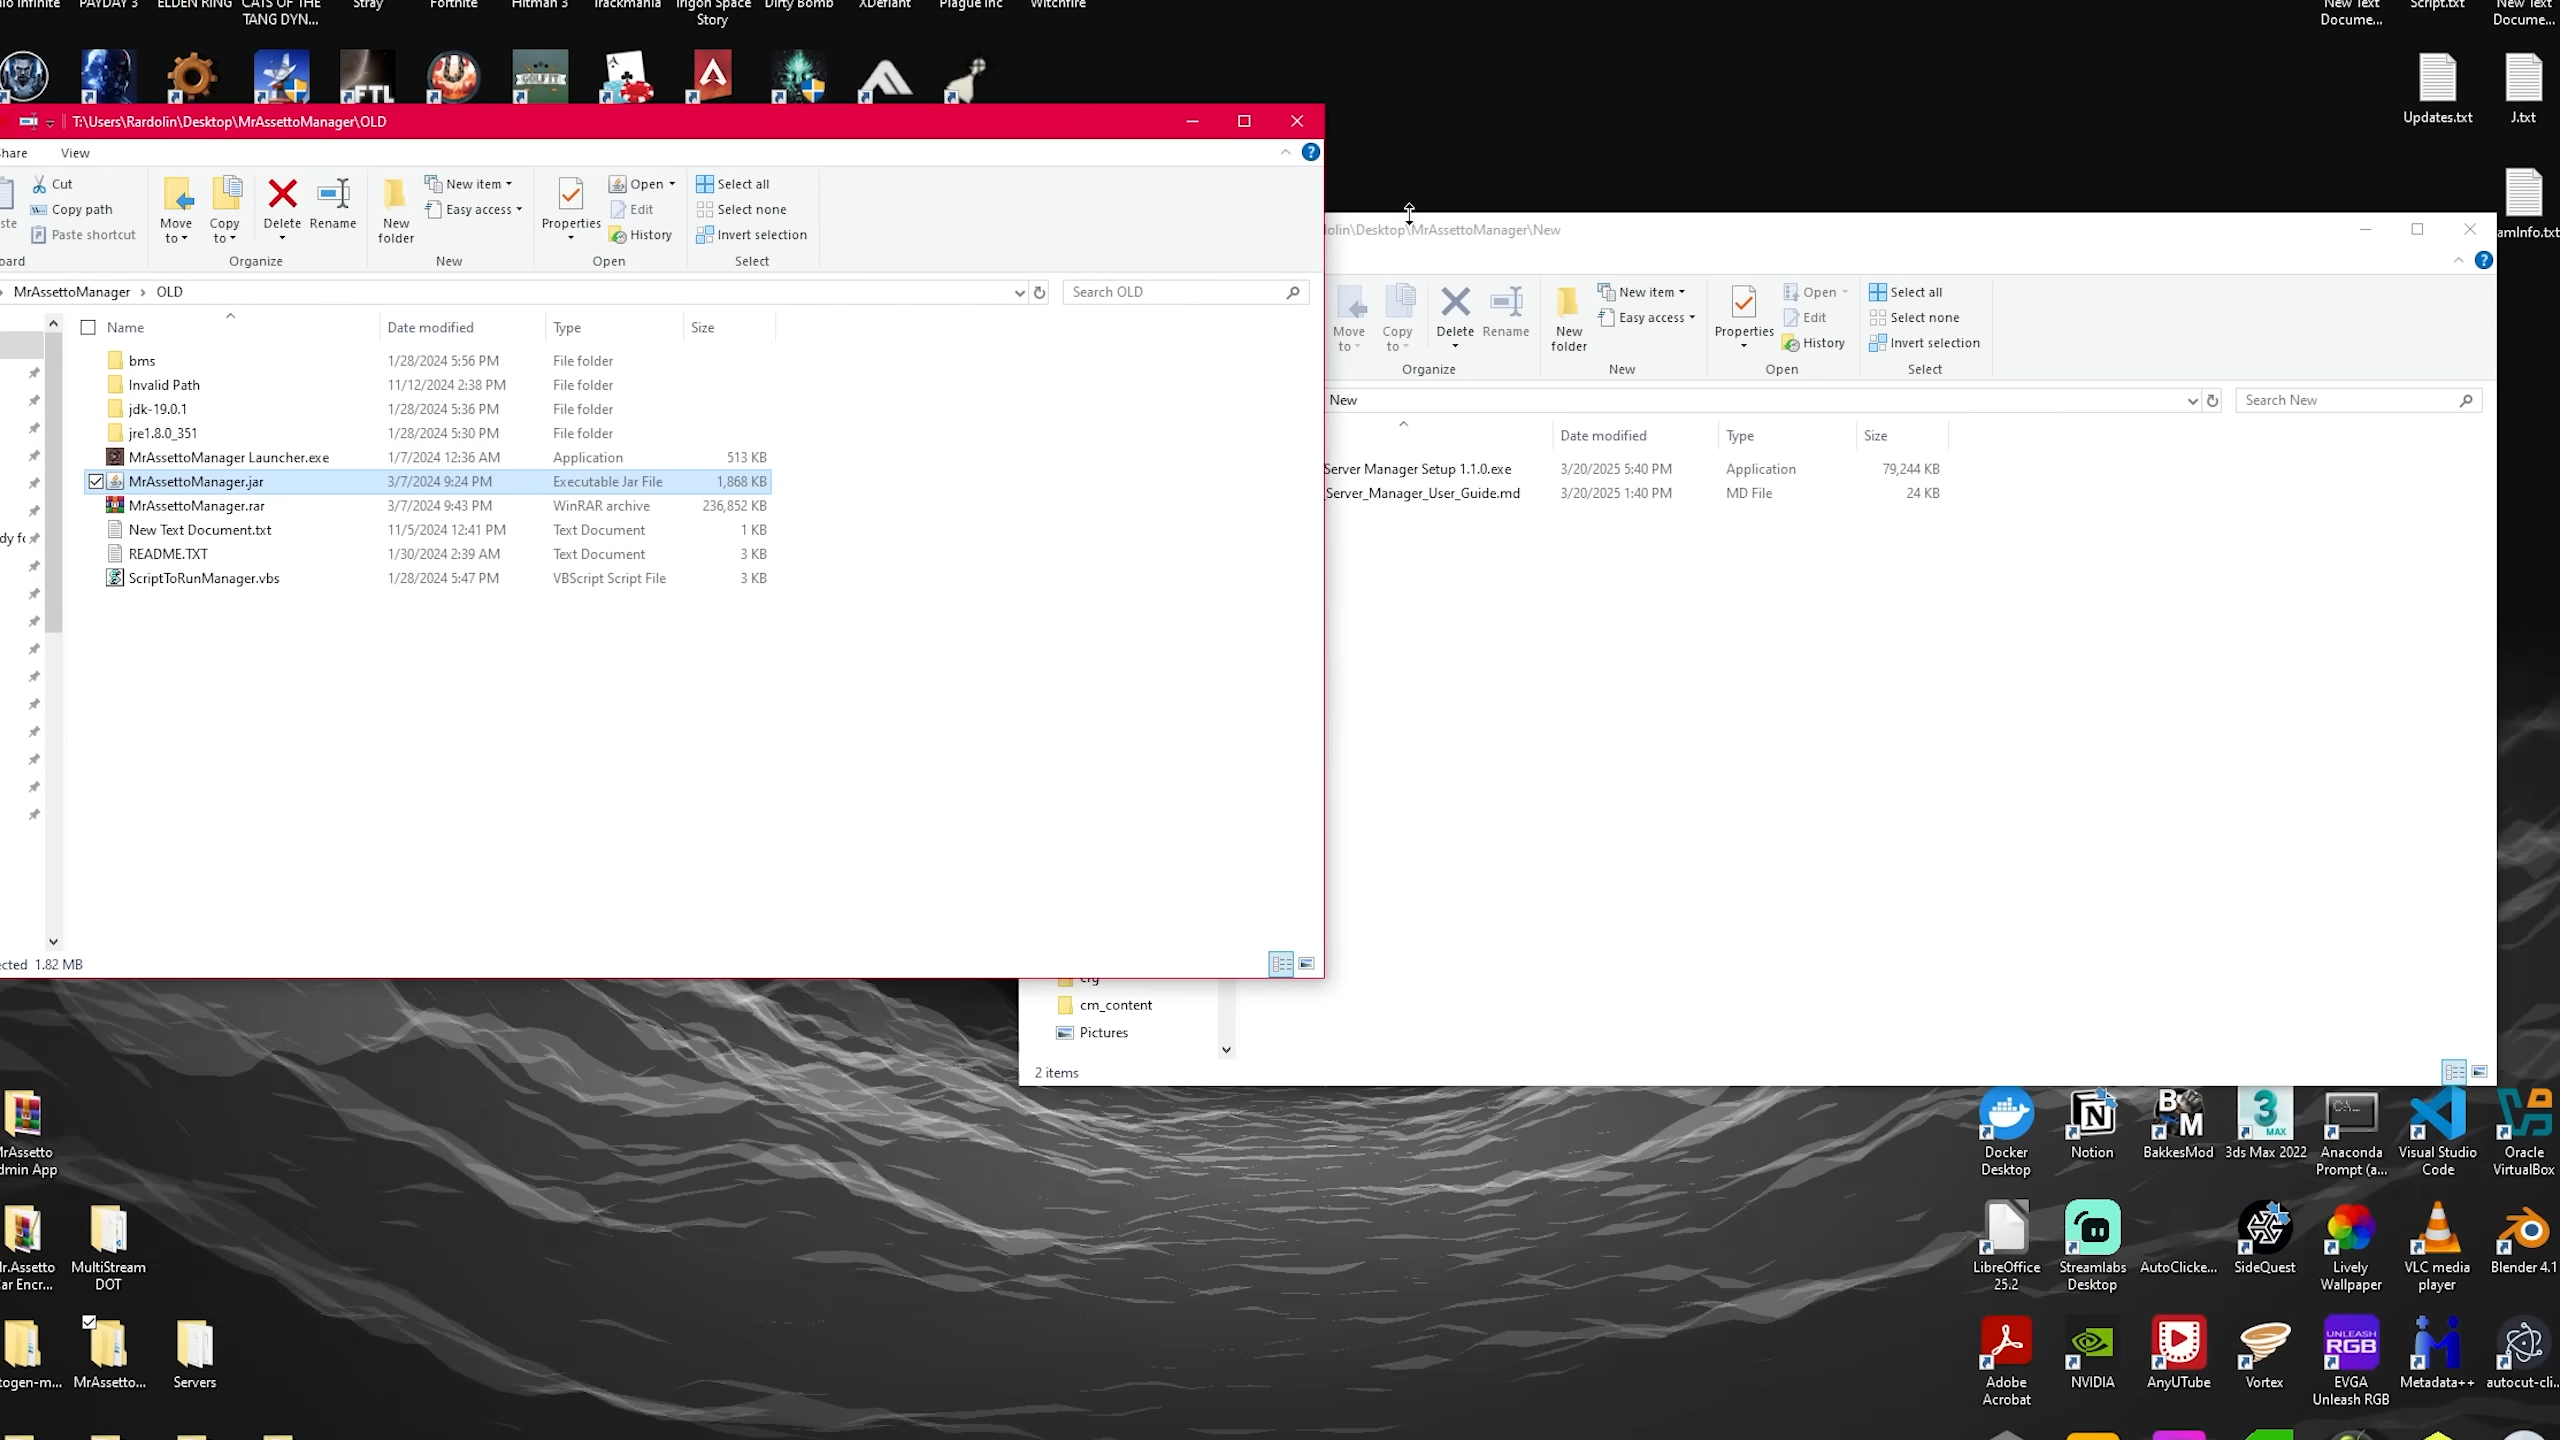 PAYDAY 3
ELDEN RING
CATS OF THE
TANG DYN...
Stray
Fortnite
Hitman 3
Trackmania
Trigon Space
Story
Dirty Bomb
XDefiant
Plague Inc
Witchfire
New Text
Docume...
Script.txt
New Text
Docume...
FTL
GOLF IT
Updates.txt
J.txt
T:\Users\Rardolin\Desktop\MrAssettoManager\OLD
View
Cut
Copy path
Paste shortcut
Move
to
Copy
to
Delete
Rename
New
folder
New item
Easy access
Properties
Open
Edit
History
Select all
Select none
Invert selection
Organize
New
Open
Select
MrAssettoManager > OLD
Search OLD
Name
Date modified
Type
Size
bms 1/28/2024 5:56 PM File folder
Invalid Path 11/12/2024 2:38 PM File folder
jdk-19.0.1 1/28/2024 5:36 PM File folder
jre1.8.0_351 1/28/2024 5:30 PM File folder
MrAssettoManager Launcher.exe 1/7/2024 12:36 AM Application 513 KB
MrAssettoManager.jar 3/7/2024 9:24 PM Executable Jar File 1,868 KB
MrAssettoManager.rar 3/7/2024 9:43 PM WinRAR archive 236,852 KB
New Text Document.txt 11/5/2024 12:41 PM Text Document 1 KB
README.TXT 1/30/2024 2:39 AM Text Document 3 KB
ScriptToRunManager.vbs 1/28/2024 5:47 PM VBScript Script File 3 KB
1.82 MB
\Desktop\MrAssettoManager\New
amInfo.txt
Move
to
Copy
to
Delete
Rename
New
folder
New item
Easy access
Properties
Open
Edit
History
Select all
Select none
Invert selection
Organize
New
Open
Select
New
Search New
Date modified
Type
Size
Server Manager Setup 1.1.0.exe 3/20/2025 5:40 PM Application 79,244 KB
_Server_Manager_User_Guide.md 3/20/2025 1:40 PM MD File 24 KB
cfg
cm_content
Pictures
2 items
MrAssetto
dmin App
Mr.Assetto
ar Encr...
MultiStream
DOT
togen-m...
MrAssetto...
Servers
Docker
Desktop
Notion
BakkesMod
3ds Max 2022
Anaconda
Prompt (a...
Visual Studio
Code
Oracle
VirtualBox
LibreOffice
25.2
Streamlabs
Desktop
AutoClicke...
SideQuest
Lively
Wallpaper
VLC media
player
Blender 4.1
UNLEASH
RGB
Adobe
Acrobat
NVIDIA
AnyUTube
Vortex
EVGA
Unleash RGB
Metadata++
autocut-cli...